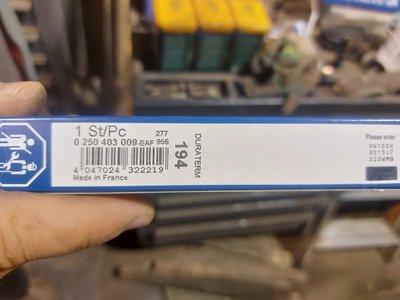 1 St/Pc
277
0 250 403 009-EAF 955
4 047024 322219
Made in France
DURATERM
194
Please enter